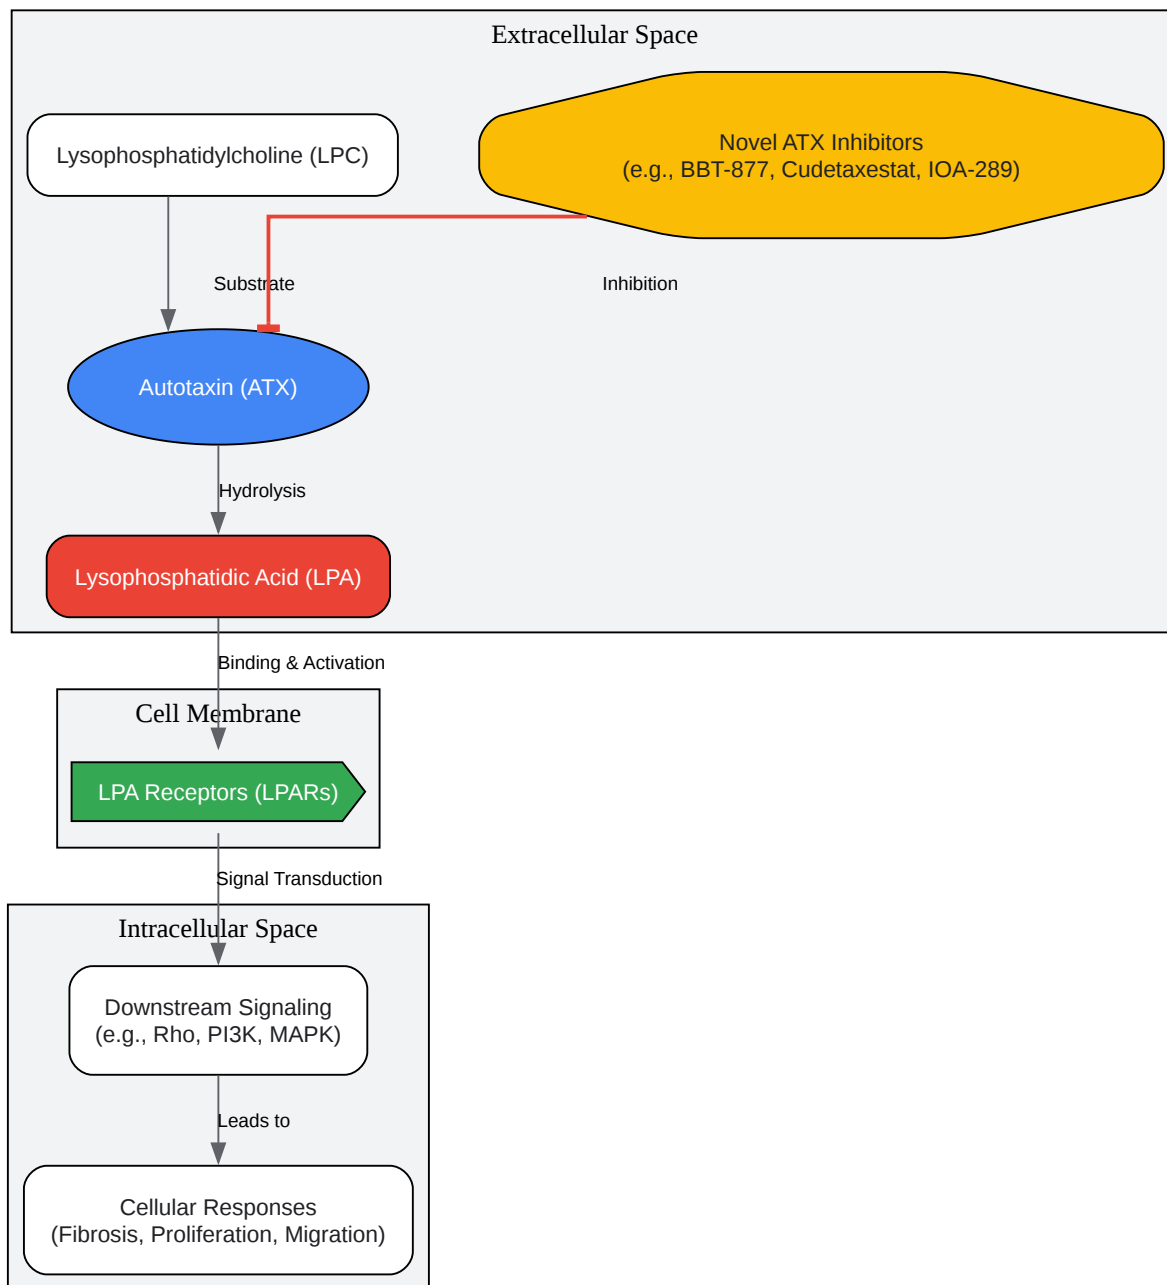 Extracellular Space
Lysophosphatidylcholine (LPC)
Novel ATX Inhibitors
(e.g., BBT-877, Cudetaxestat, IOA-289)
Substrate
Inhibition
Autotaxin (ATX)
Hydrolysis
Lysophosphatidic Acid (LPA)
Binding & Activation
Cell Membrane
LPA Receptors (LPARs)
Signal Transduction
Intracellular Space
Downstream Signaling
(e.g., Rho, PI3K, MAPK)
Leads to
Cellular Responses
(Fibrosis, Proliferation, Migration)